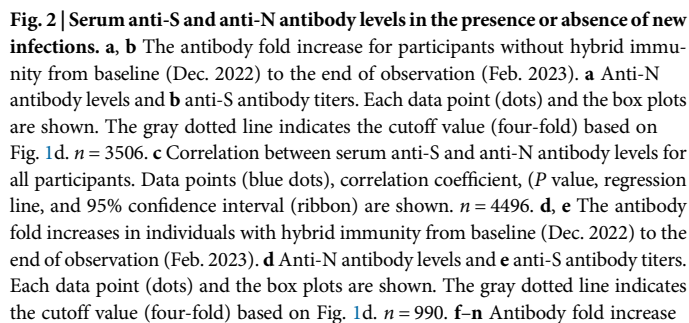 Fig. 2 | Serum anti-S and anti-N antibody levels in the presence or absence of new
infections. a, b The antibody fold increase for participants without hybrid immu-
nity from baseline (Dec. 2022) to the end of observation (Feb. 2023). a Anti-N
antibody levels and b anti-S antibody titers. Each data point (dots) and the box plots
are shown. The gray dotted line indicates the cutoff value (four-fold) based on
Fig. 1d. n = 3506. c Correlation between serum anti-S and anti-N antibody levels for
all participants. Data points (blue dots), correlation coefficient, (P value, regression
line, and 95% confidence interval (ribbon) are shown. n = 4496. d, e The antibody
fold increases in individuals with hybrid immunity from baseline (Dec. 2022) to the
end of observation (Feb. 2023). d Anti-N antibody levels and e anti-S antibody titers.
Each data point (dots) and the box plots are shown. The gray dotted line indicates
the cutoff value (four-fold) based on Fig. 1d. n = 990. f–n Antibody fold increase